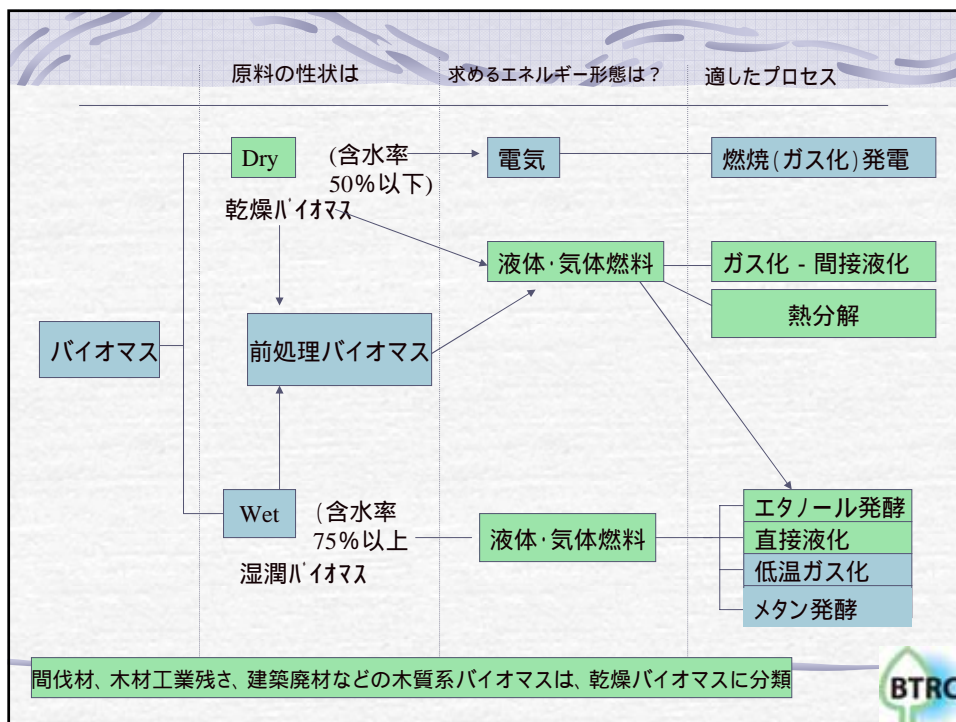 原料の性状は
求めるエネルギー形態は？
適したプロセス
Dry
(含水率
50%以下)
乾燥ﾊﾞｲｵﾏｽ
電気
燃焼(ガス化)発電
液体･気体燃料
ガス化 - 間接液化
熱分解
バイオマス
前処理バイオマス
Wet
(含水率
75%以上
湿潤ﾊﾞｲｵﾏｽ
液体･気体燃料
エタノール発酵
直接液化
低温ガス化
メタン発酵
間伐材、木材工業残さ、建築廃材などの木質系バイオマスは、乾燥バイオマスに分類
BTRC